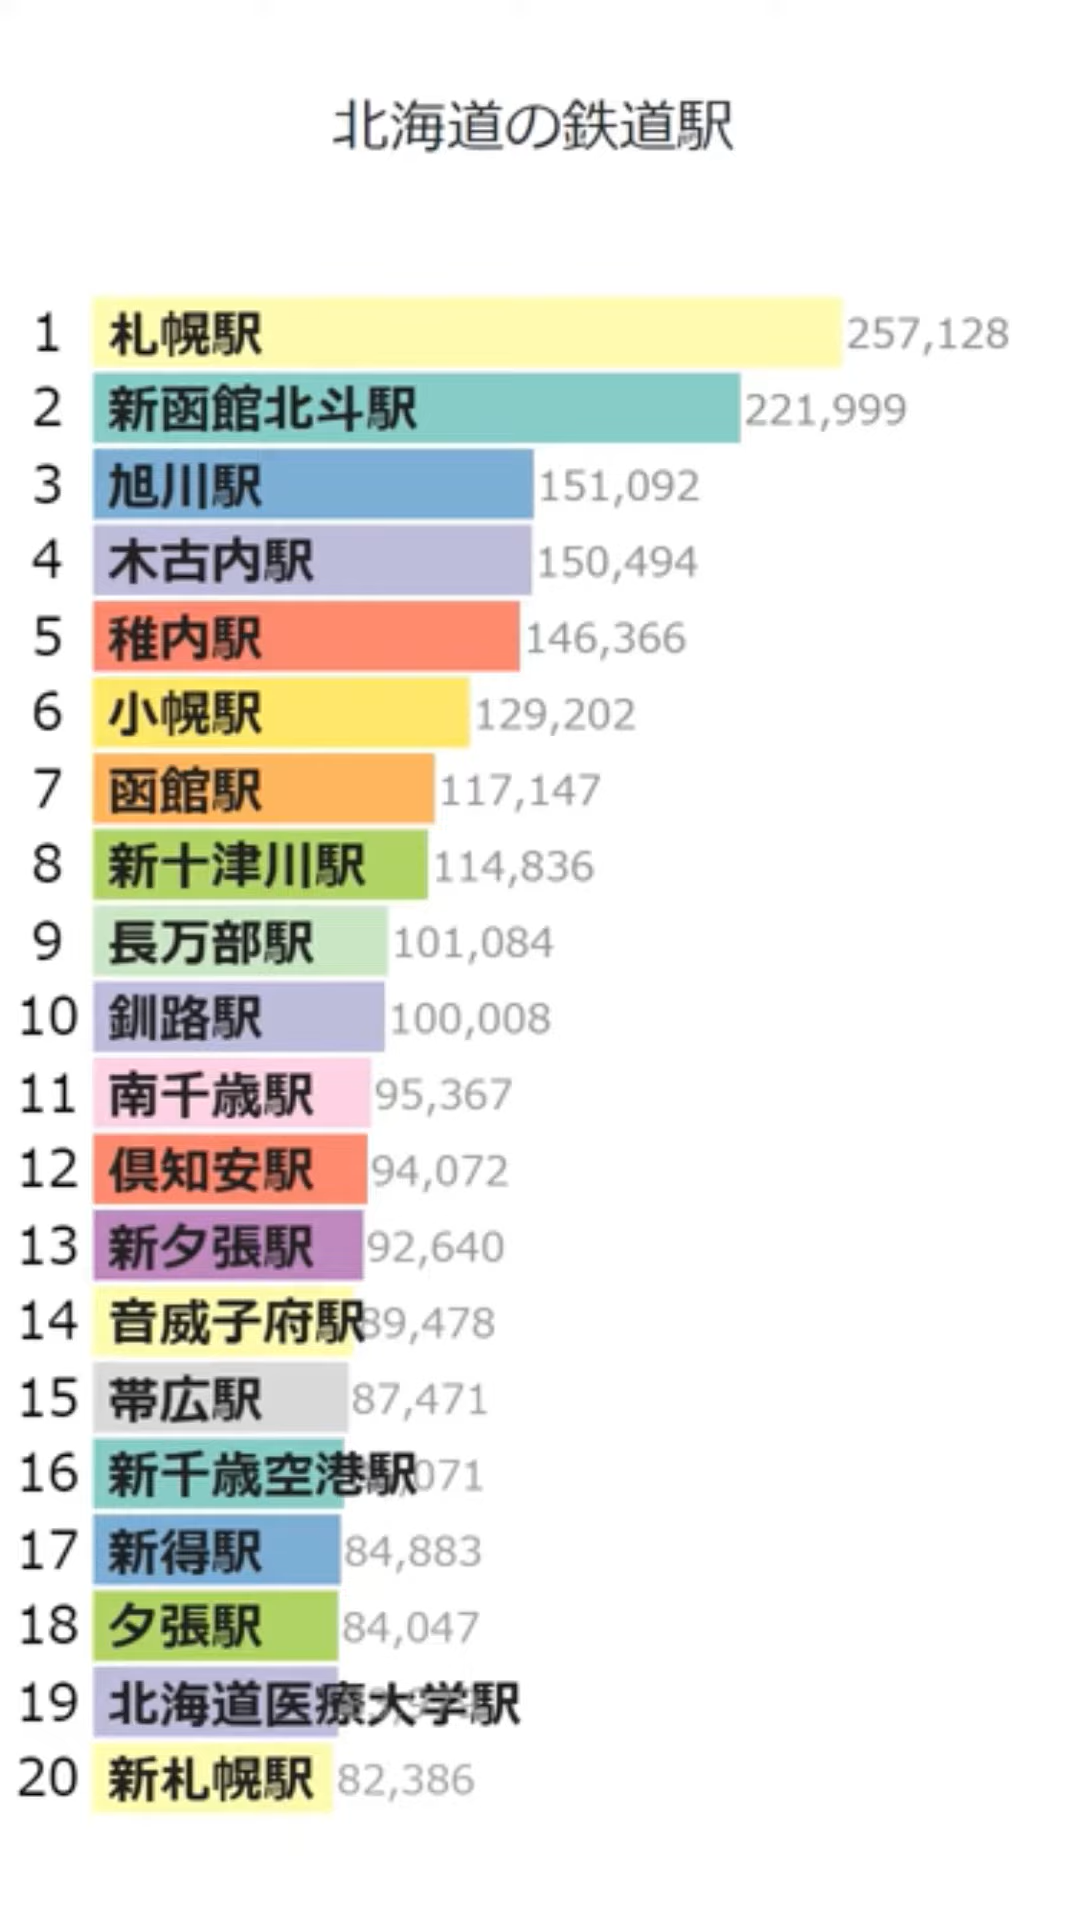 北海道の鉄道駅
1 札幌駅 257,128
2 新函館北斗駅 221,999
3 旭川駅 151,092
4 木古内駅 150,494
5 稚内駅 146,366
6 小幌駅 129,202
7 函館駅 117,147
8 新十津川駅 114,836
9 長万部駅 101,084
10 釧路駅 100,008
11 南千歳駅 95,367
12 倶知安駅 94,072
13 新夕張駅 92,640
14 音威子府駅 89,478
15 帯広駅 87,471
16 新千歳空港駅
17 新得駅 84,883
18 夕張駅 84,047
19 北海道医療大学駅
20 新札幌駅 82,386